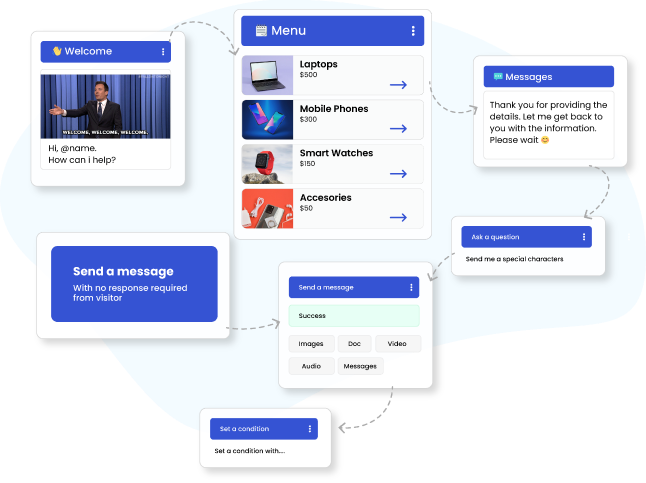 👋 Welcome
WELCOME, WELCOME, WELCOME.
Hi, @name.
How can i help?
Menu
Laptops
$500
Mobile Phones
$300
Smart Watches
$150
Accesories
$50
Messages
Thank you for providing the
details. Let me get back to
you with the information.
Please wait 😊
Ask a question
Send me a special characters
Send a message
With no response required
from visitor
Send a message
Success
Images
Doc
Video
Audio
Messages
Set a condition
Set a condition with....